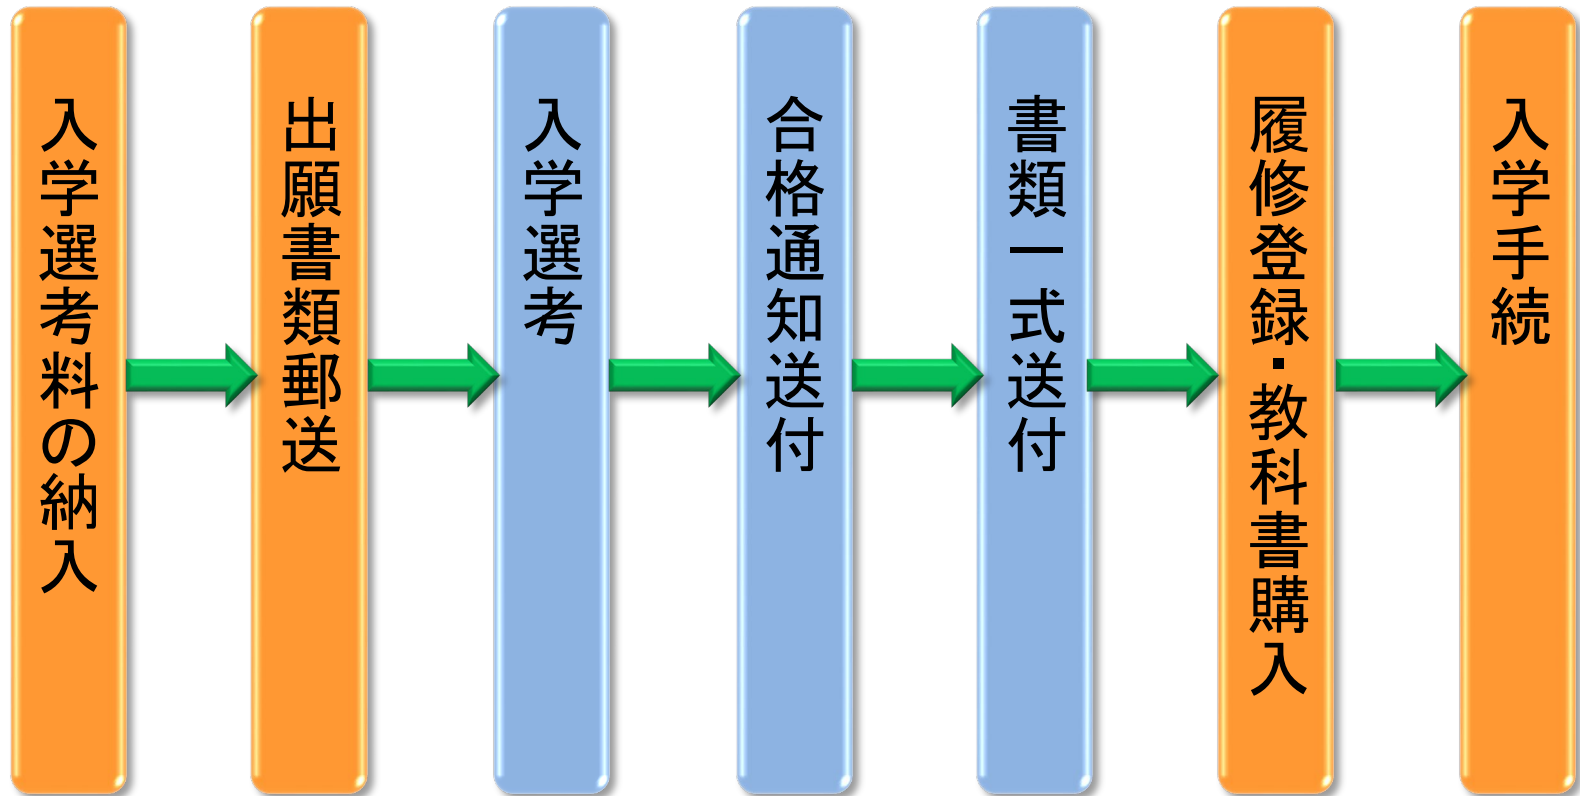 入学選考料の納入
出願書類郵送
入学選考
合格通知送付
書類一式送付
履修登録・教科書購入
入学手続